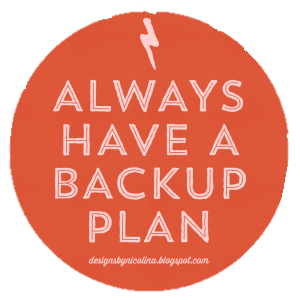 ALWAYS
HAVE A
BACKUP
PLAN
designsbynicolina.blogspot.com